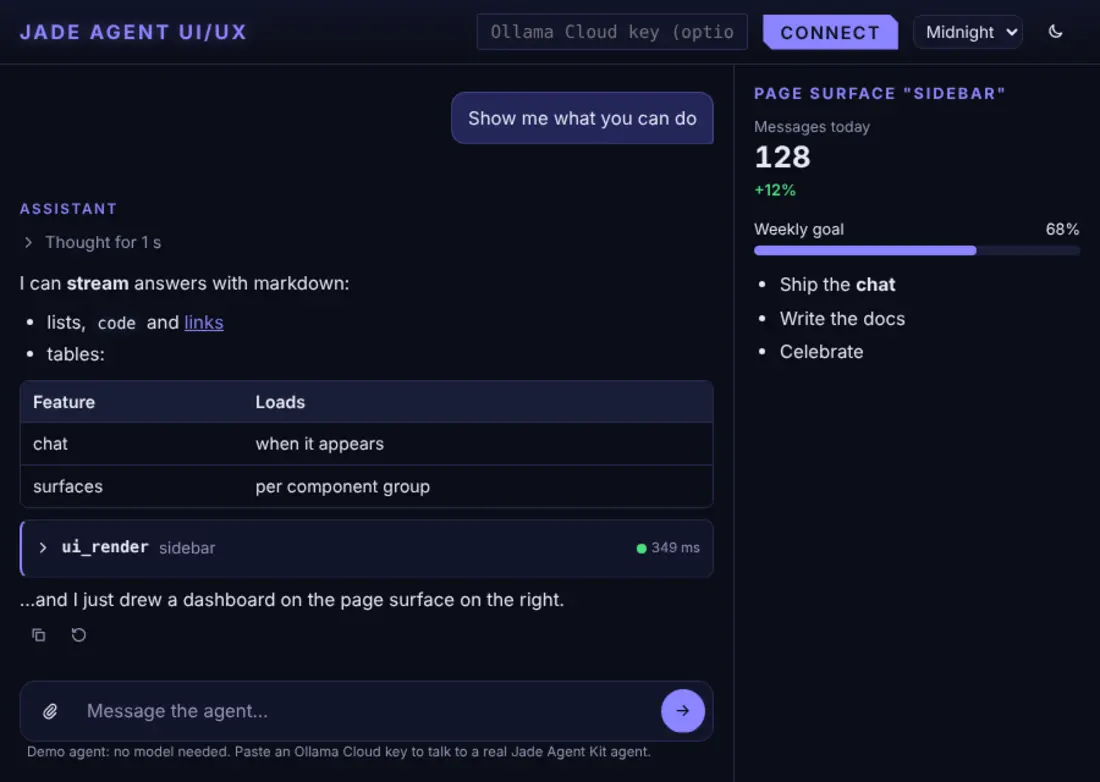 JADE AGENT UI/UX
Ollama Cloud key (optio
CONNECT
Midnight
Show me what you can do
ASSISTANT
Thought for 1 s
I can stream answers with markdown:
• lists, code and links
• tables:
Feature Loads
chat when it appears
surfaces per component group
ui_render sidebar 349 ms
...and I just drew a dashboard on the page surface on the right.
Message the agent...
Demo agent: no model needed. Paste an Ollama Cloud key to talk to a real Jade Agent Kit agent.
PAGE SURFACE "SIDEBAR"
Messages today
128
+12%
Weekly goal 68%
• Ship the chat
• Write the docs
• Celebrate